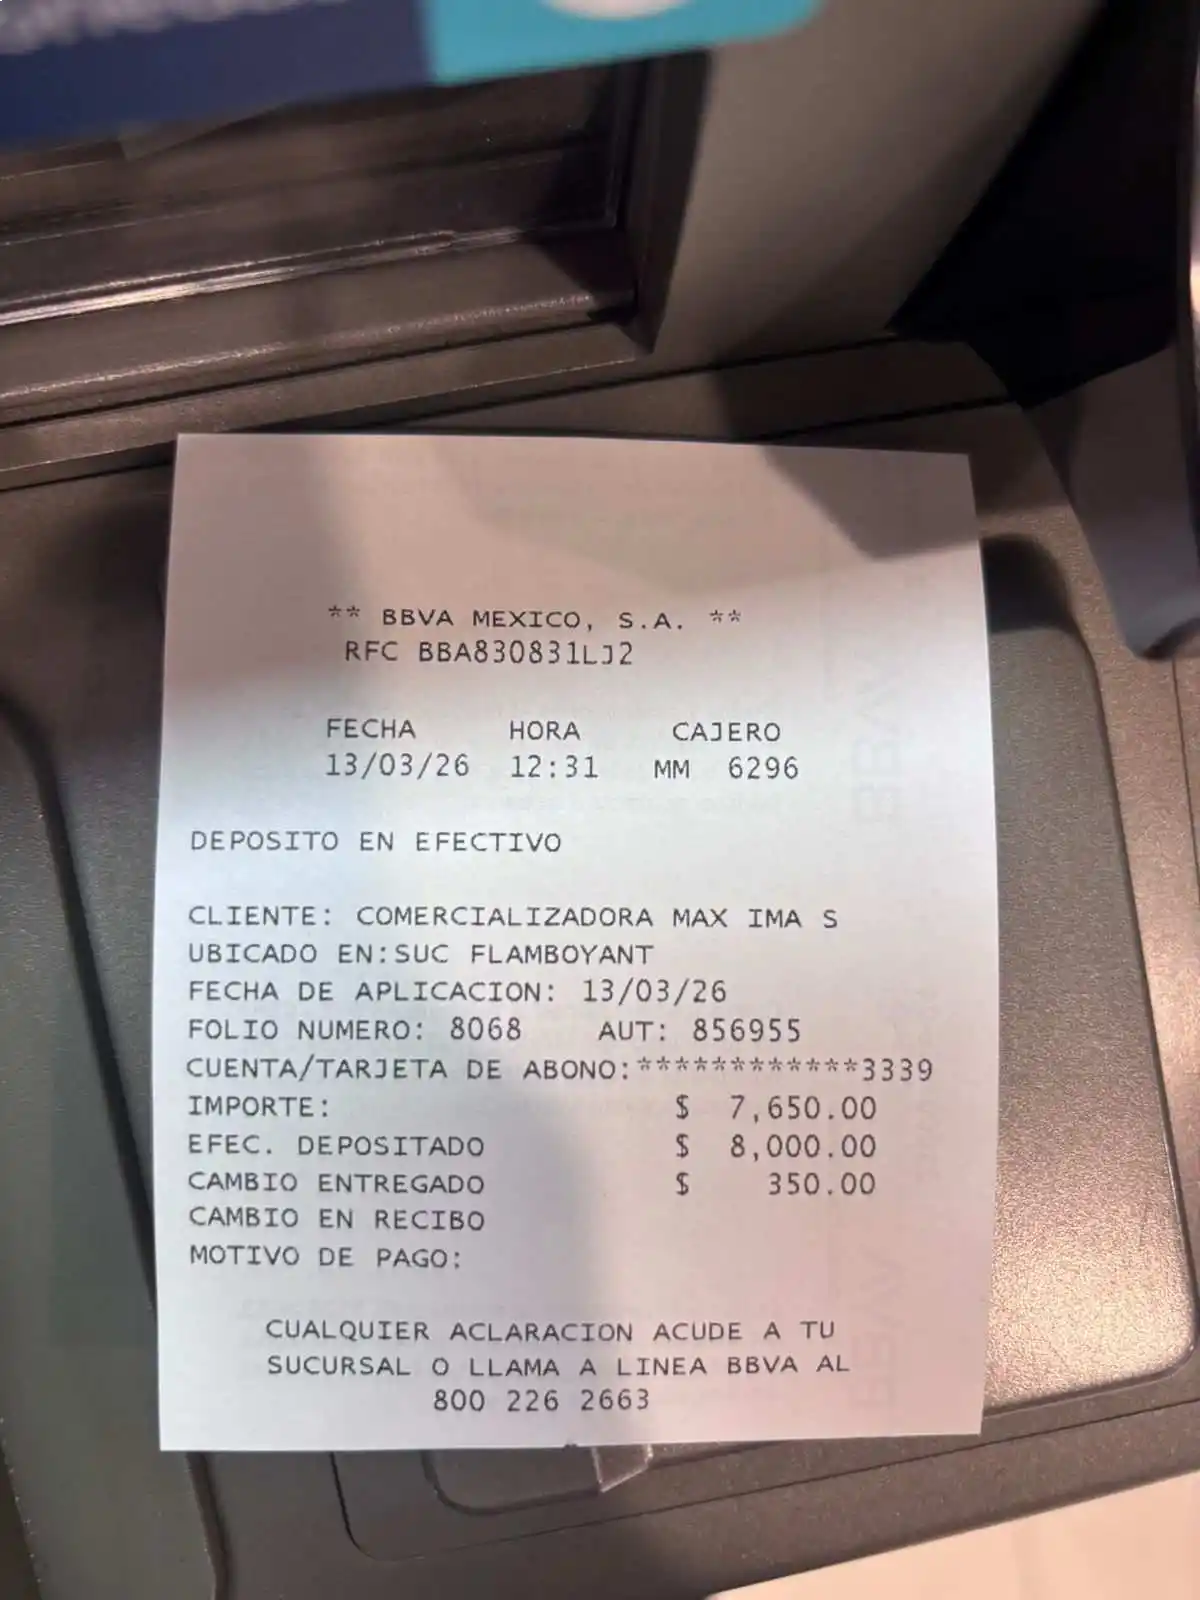 ** BBVA MEXICO, S.A. **
RFC BBA830831LJ2
FECHA HORA CAJERO
13/03/26 12:31 MM 6296
DEPOSITO EN EFECTIVO
CLIENTE: COMERCIALIZADORA MAX IMA S
UBICADO EN:SUC FLAMBOYANT
FECHA DE APLICACION: 13/03/26
FOLIO NUMERO: 8068 AUT: 856955
CUENTA/TARJETA DE ABONO:************3339
IMPORTE: $ 7,650.00
EFEC. DEPOSITADO $ 8,000.00
CAMBIO ENTREGADO $ 350.00
CAMBIO EN RECIBO
MOTIVO DE PAGO:
CUALQUIER ACLARACION ACUDE A TU
SUCURSAL O LLAMA A LINEA BBVA AL
800 226 2663